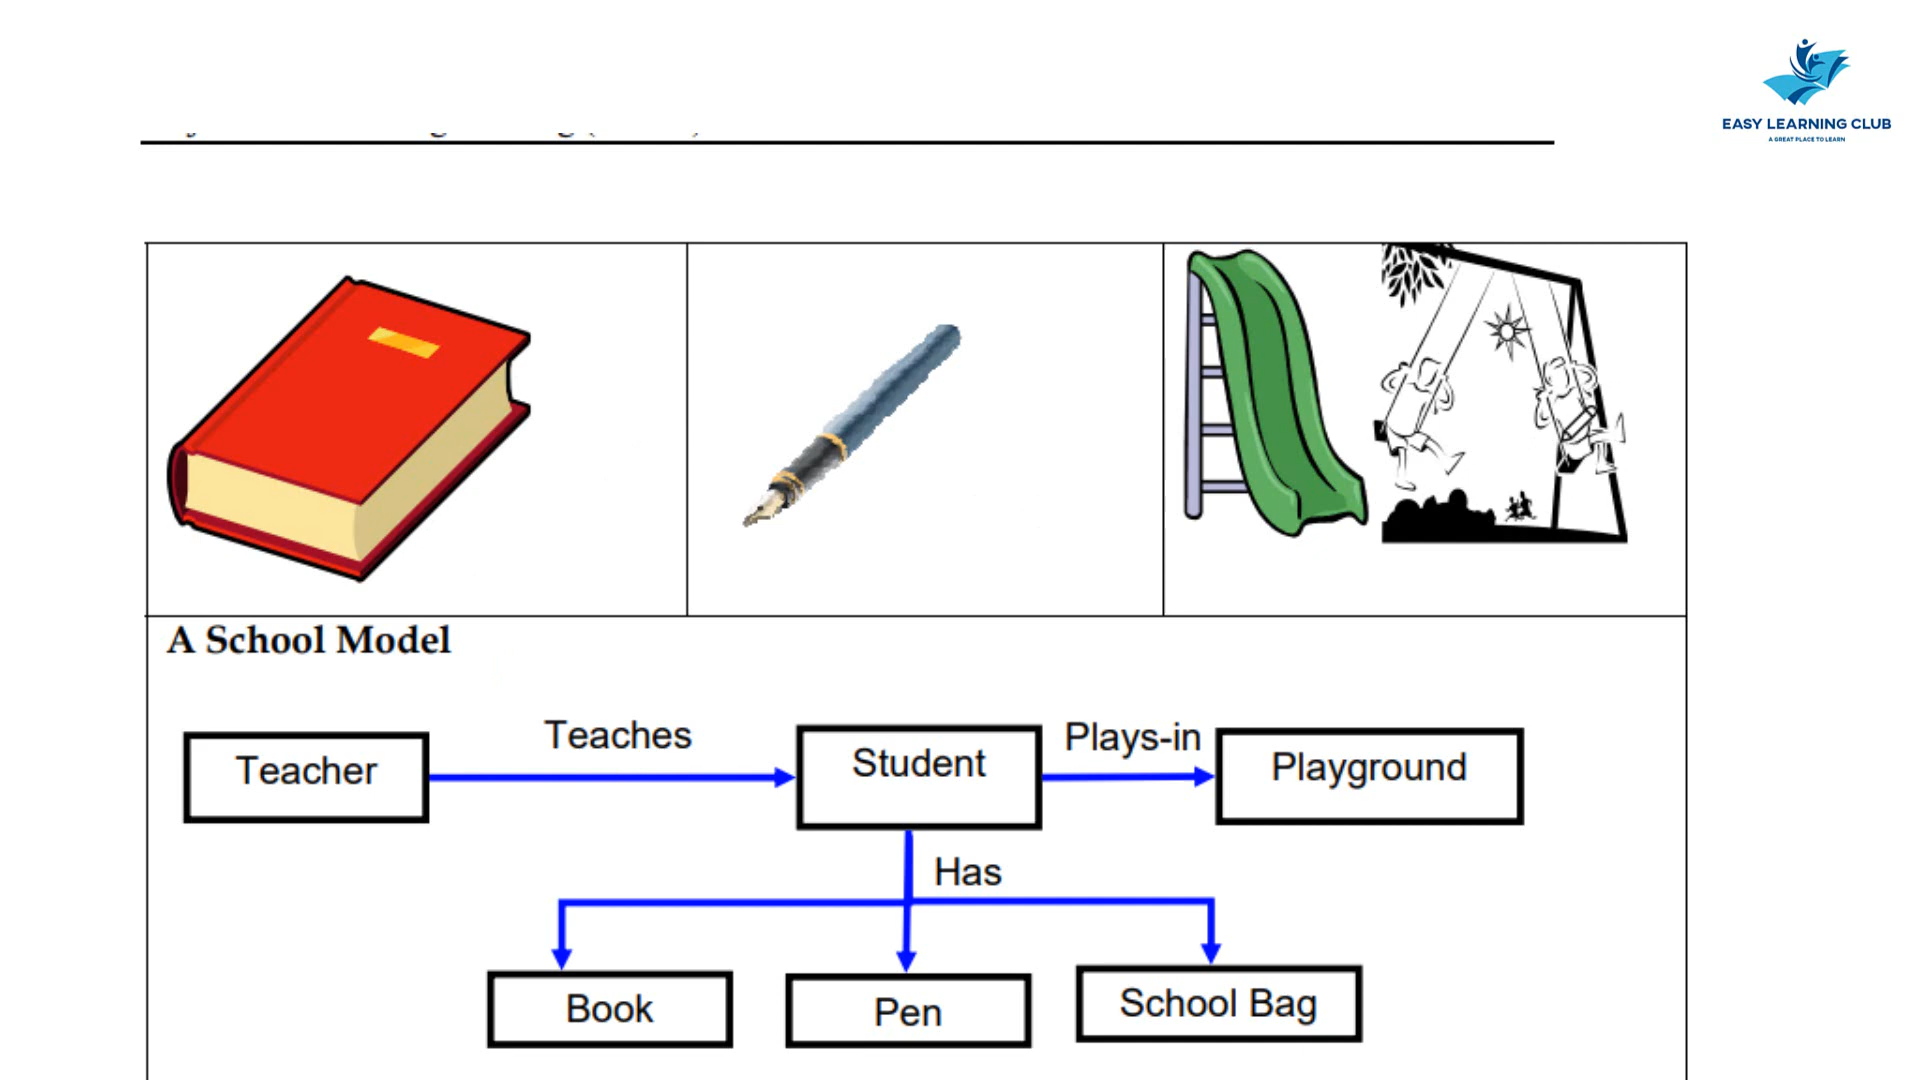 EASY LEARNING CLUB
A GREAT PLACE TO LEARN
A School Model
Teacher
Teaches
Student
Plays-in
Playground
Has
Book
Pen
School Bag